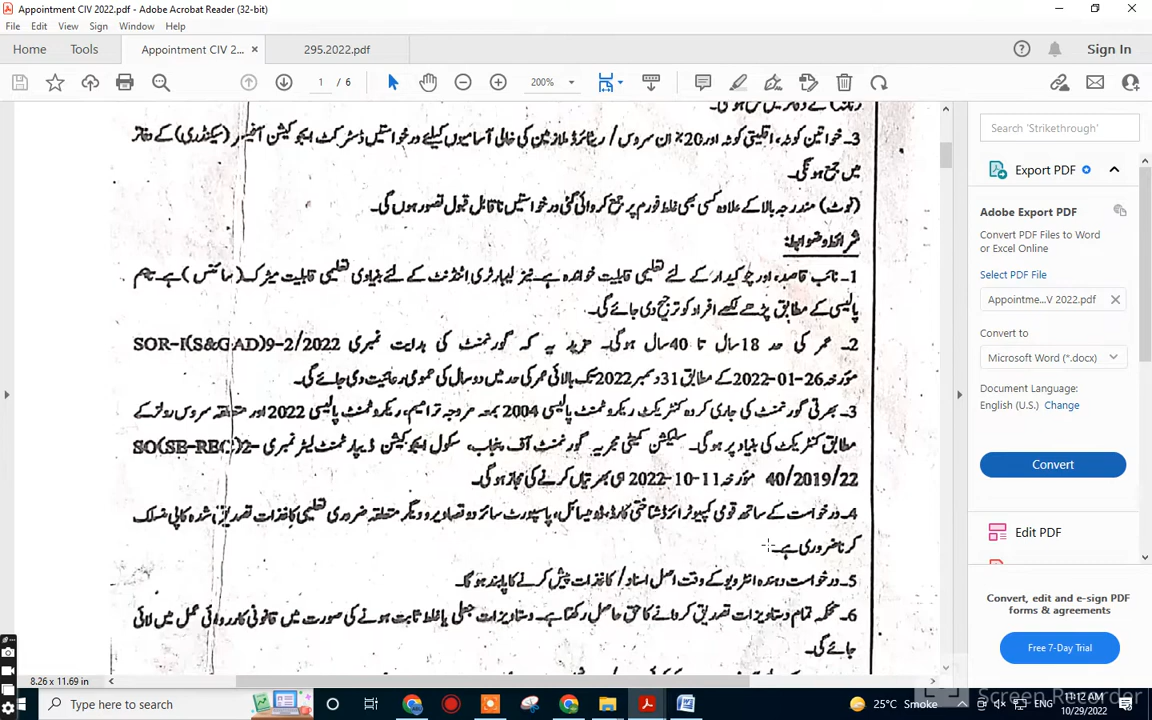 Appointment CIV 2022.pdf - Adobe Acrobat Reader (32-bit)
File Edit View Sign Window Help
Home Tools Appointment CIV 2... × 295.2022.pdf Sign In
1 / 6 200%
3۔ خواتین کوٹہ، اقلیتی کوٹہ اور 20% ان سروس / ریٹائرڈ ملازمین کی خالی آسامیوں کیلئے درخواستیں ڈسٹرکٹ ایجوکیشن آفیسر (سیکنڈری) کے دفاتر
میں جمع ہونگی۔
(نوٹ) مندرجہ بالا کے علاوہ کسی بھی غلط فورم پر جمع کروائی گئی درخواستیں ناقابل قبول تصور ہوں گی۔
شرائط و ضوابط:
1۔ نائب قاصد، اور چوکیدار کے لئے تعلیمی قابلیت خواندہ ہے۔ نیز لیبارٹری اٹنڈنٹ کے لئے بنیادی تعلیمی قابلیت میٹرک (سائنس) ہے۔ تاہم
پالیسی کے مطابق پڑھے لکھے افراد کو ترجیح دی جائے گی۔
2۔ عمر کی حد 18 سال تا 40 سال ہوگی۔ مزید یہ کہ گورنمنٹ کی ہدایت نمبری SOR-I(S&GAD)9-2/2022
مؤرخہ 26-01-2022 کے مطابق 31 دسمبر 2022 تک بالائی عمر کی حد میں دو سال کی عمومی رعائیت دی جائے گی۔
3۔ بھرتی گورنمنٹ کی جاری کردہ کنٹریکٹ ریکروٹمنٹ پالیسی 2004 بمعہ مروجہ ترامیم، ریکروٹمنٹ پالیسی 2022 اور متعلقہ سروس رولز کے
مطابق کنٹریکٹ کی بنیاد پر ہوگی۔ سلیکشن کمیٹی مجریہ گورنمنٹ آف پنجاب، سکول ایجوکیشن ڈیپارٹمنٹ لیٹر نمبری SO(SE-REC)2-
40/2019/22 مؤرخہ 11-10-2022 ہی بھرتیاں کرنے کی مجاز ہوگی۔
4۔ درخواست کے ساتھ قومی کمپیوٹرائزڈ شناختی کارڈ، ڈومیسائل، پاسپورٹ سائز دو تصاویر و دیگر متعلقہ ضروری تعلیمی کاغذات تصدیق شدہ کاپی منسلک
کرنا ضروری ہے۔
5۔ درخواست دہندہ انٹرویو کے وقت اصل اسناد / کاغذات پیش کرنے کا پابند ہوگا۔
6۔ محکمہ تمام دستاویزات تصدیق کروانے کا حق حاصل رکھتا ہے۔ دستاویزات جعلی یا غلط ثابت ہونے کی صورت میں قانونی کارروائی عمل میں لائی
جائے گی۔
8.26 x 11.69 in
Search 'Strikethrough'
Export PDF
Adobe Export PDF
Convert PDF Files to Word
or Excel Online
Select PDF File
Appointme...V 2022.pdf ×
Convert to
Microsoft Word (*.docx)
Document Language:
English (U.S.) Change
Convert
Edit PDF
Convert, edit and e-sign PDF
forms & agreements
Free 7-Day Trial
Screen Recorder
Type here to search
25°C Smoke
ENG
11:12 AM
10/29/2022